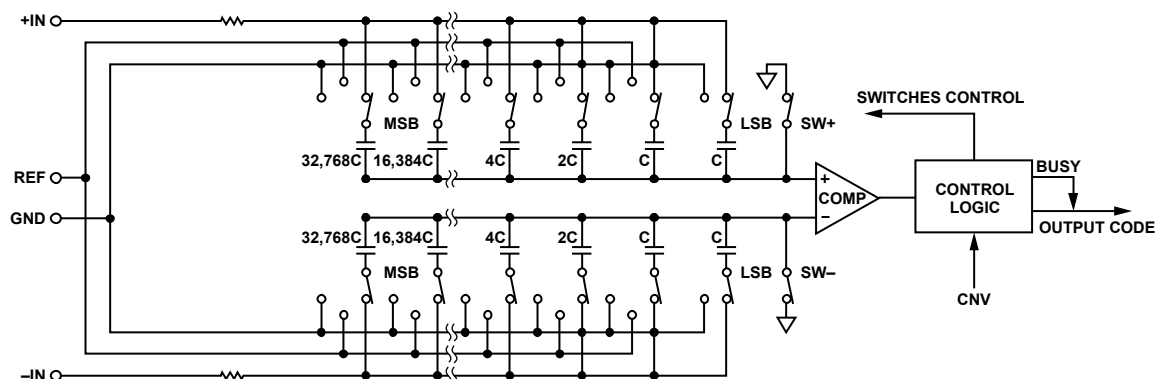 +IN
MSB
LSB
SW+
32,768C
16,384C
4C
2C
C
C
SWITCHES CONTROL
REF
GND
+
COMP
–
CONTROL
LOGIC
BUSY
OUTPUT CODE
CNV
32,768C
16,384C
4C
2C
C
C
MSB
LSB
SW–
–IN